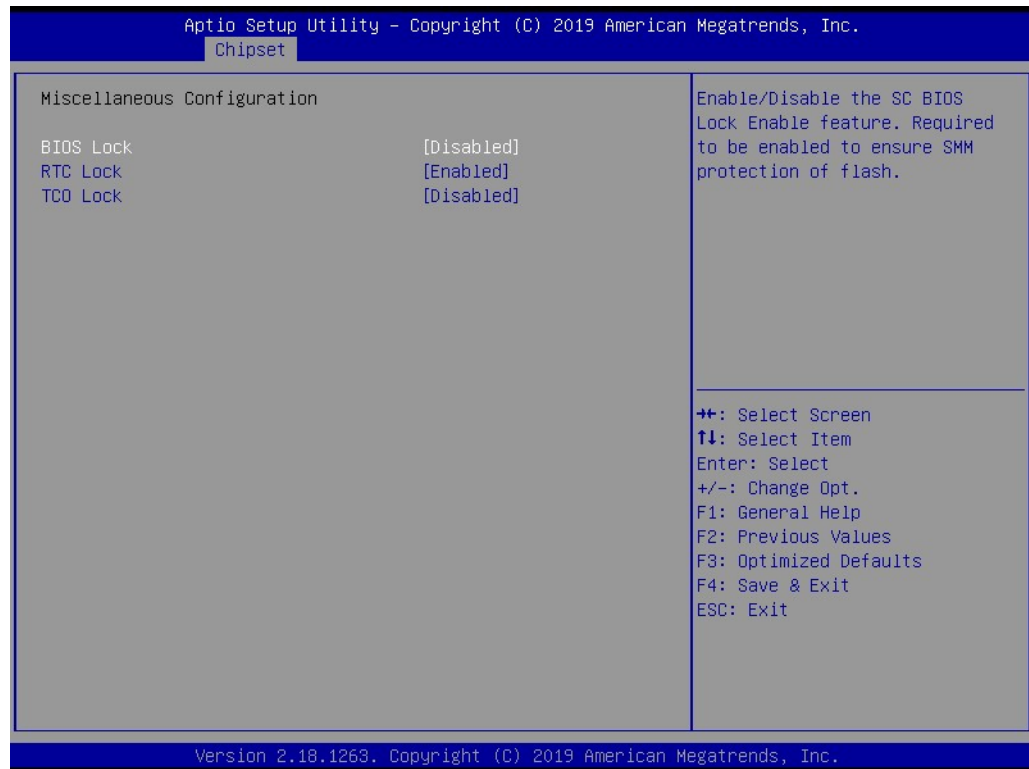 Aptio Setup Utility – Copyright (C) 2019 American Megatrends, Inc.
Chipset
Miscellaneous Configuration
BIOS Lock [Disabled]
RTC Lock [Enabled]
TCO Lock [Disabled]
Enable/Disable the SC BIOS
Lock Enable feature. Required
to be enabled to ensure SMM
protection of flash.
→←: Select Screen
↑↓: Select Item
Enter: Select
+/-: Change Opt.
F1: General Help
F2: Previous Values
F3: Optimized Defaults
F4: Save & Exit
ESC: Exit
Version 2.18.1263. Copyright (C) 2019 American Megatrends, Inc.